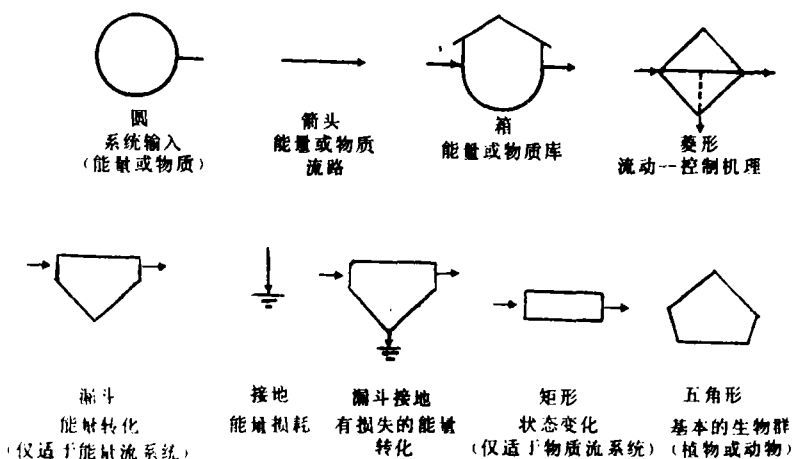 圆
系统输入
(能量或物质)
箭头
能量或物质
流路
箱
能量或物质库
菱形
流动--控制机理
漏斗
能量转化
(仅适于能量流系统)
接地
能量损耗
漏斗接地
有损失的能量
转化
矩形
状态变化
(仅适于物质流系统)
五角形
基本的生物群
(植物或动物)